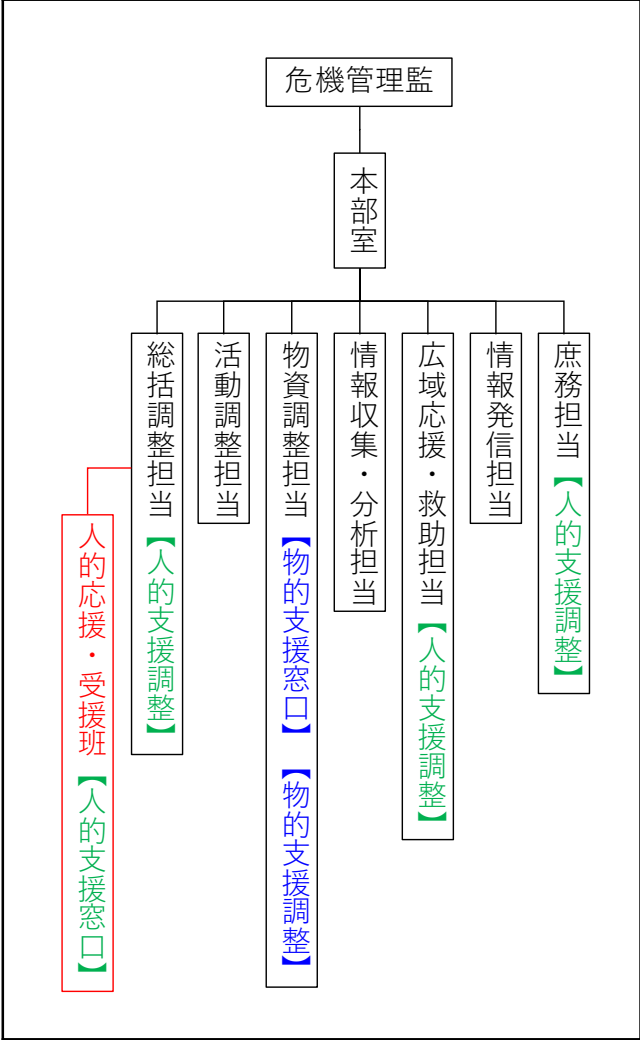 危機管理監
本部室
庶務担当【人的支援調整】
情報発信担当
広域応援・救助担当【人的支援調整】
情報収集・分析担当
物資調整担当【物的支援窓口】【物的支援調整】
活動調整担当
総括調整担当【人的支援調整】
人的応援・受援班【人的支援窓口】